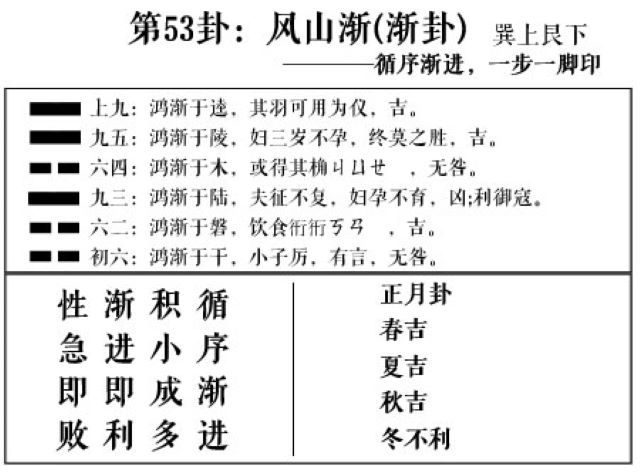 第53卦：风山渐(渐卦) 巽上艮下
————循序渐进，一步一脚印
上九：鸿渐于逵，其羽可用为仪，吉。
九五：鸿渐于陵，妇三岁不孕，终莫之胜，吉。
六四：鸿渐于木，或得其桷ㄐㄩㄝ ，无咎。
九三：鸿渐于陆，夫征不复，妇孕不育，凶;利御寇。
六二：鸿渐于磐，饮食衎衎ㄎㄢ ，吉。
初六：鸿渐于干，小子厉，有言，无咎。
循序渐进
积小成多
渐进即利
性急即败
正月卦
春吉
夏吉
秋吉
冬不利